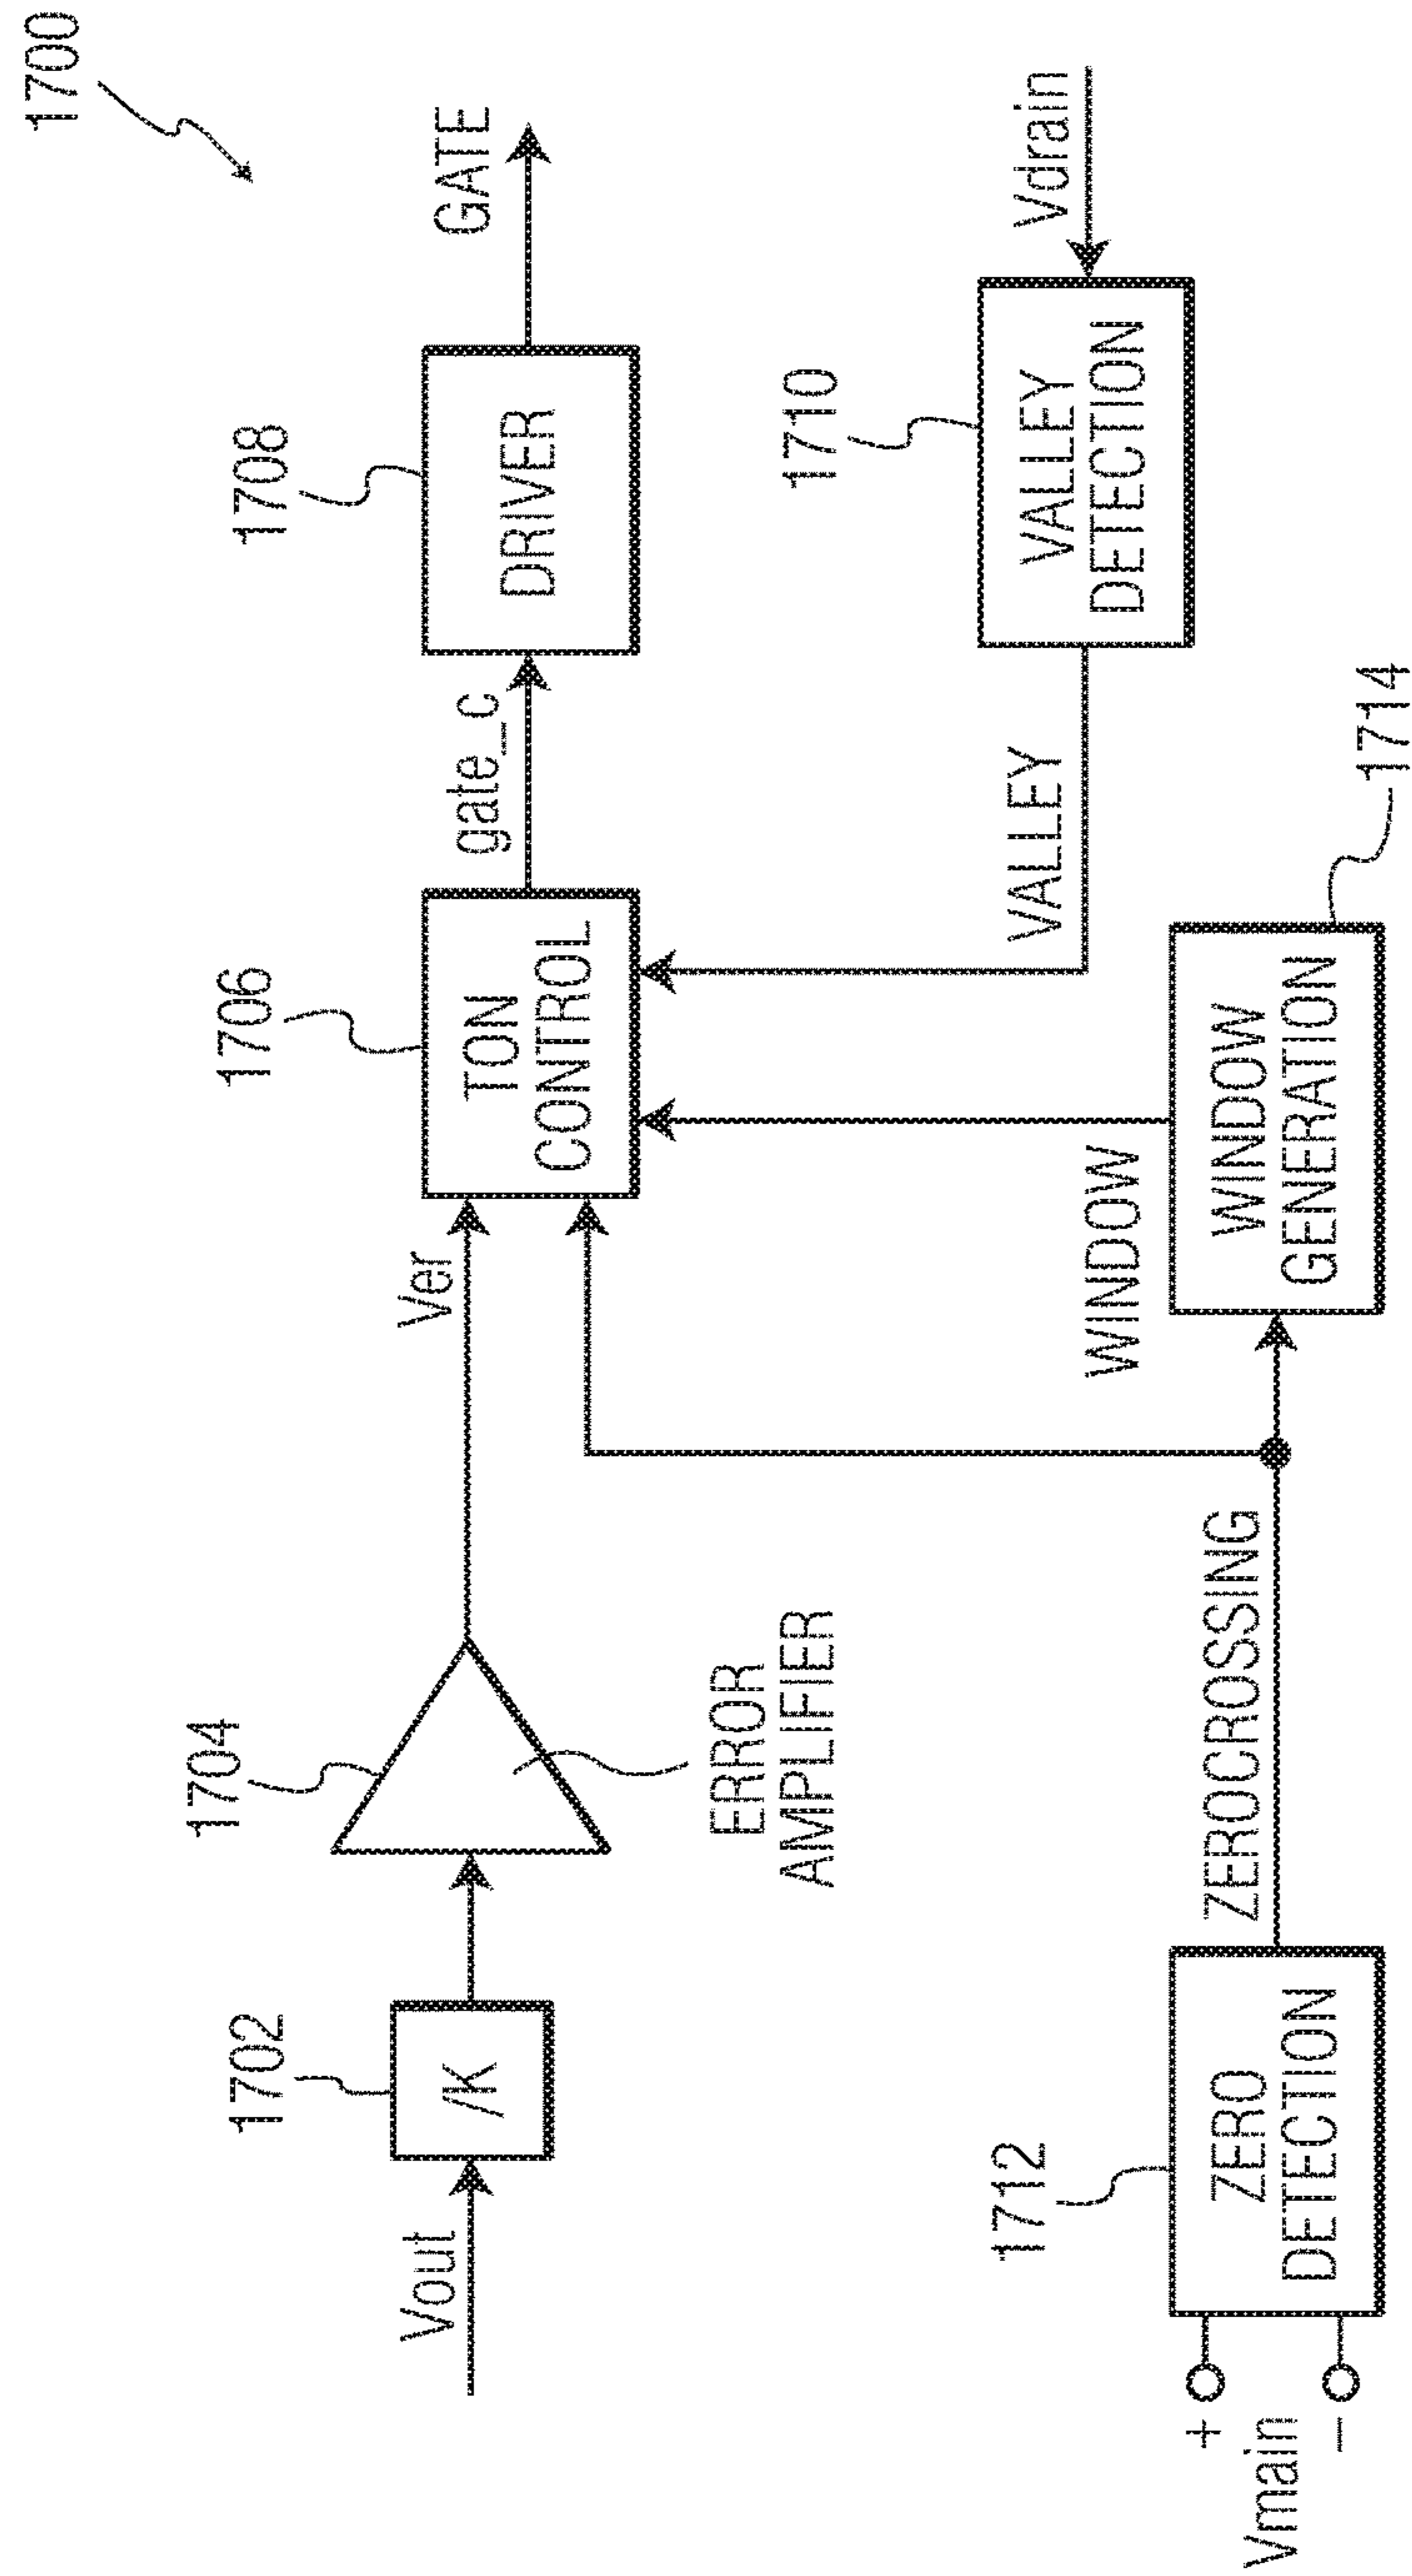 1700
1702
1704
1706
1708
Vout
/K
Ver
TON
CONTROL
gate_c
DRIVER
GATE
ERROR
AMPLIFIER
1710
VALLEY
VALLEY
DETECTION
Vdrain
1712
ZEROCROSSING
WINDOW
+
Vmain
−
ZERO
DETECTION
WINDOW
GENERATION
1714